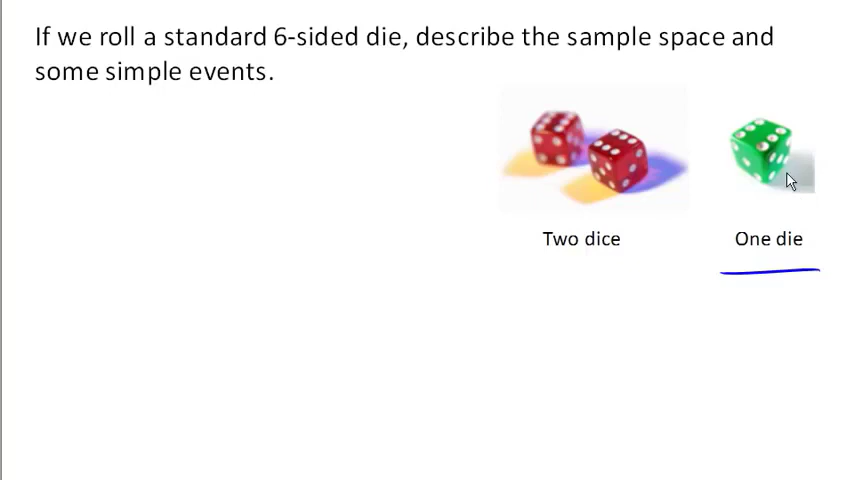 If we roll a standard 6-sided die, describe the sample space and
some simple events.
Two dice
One die